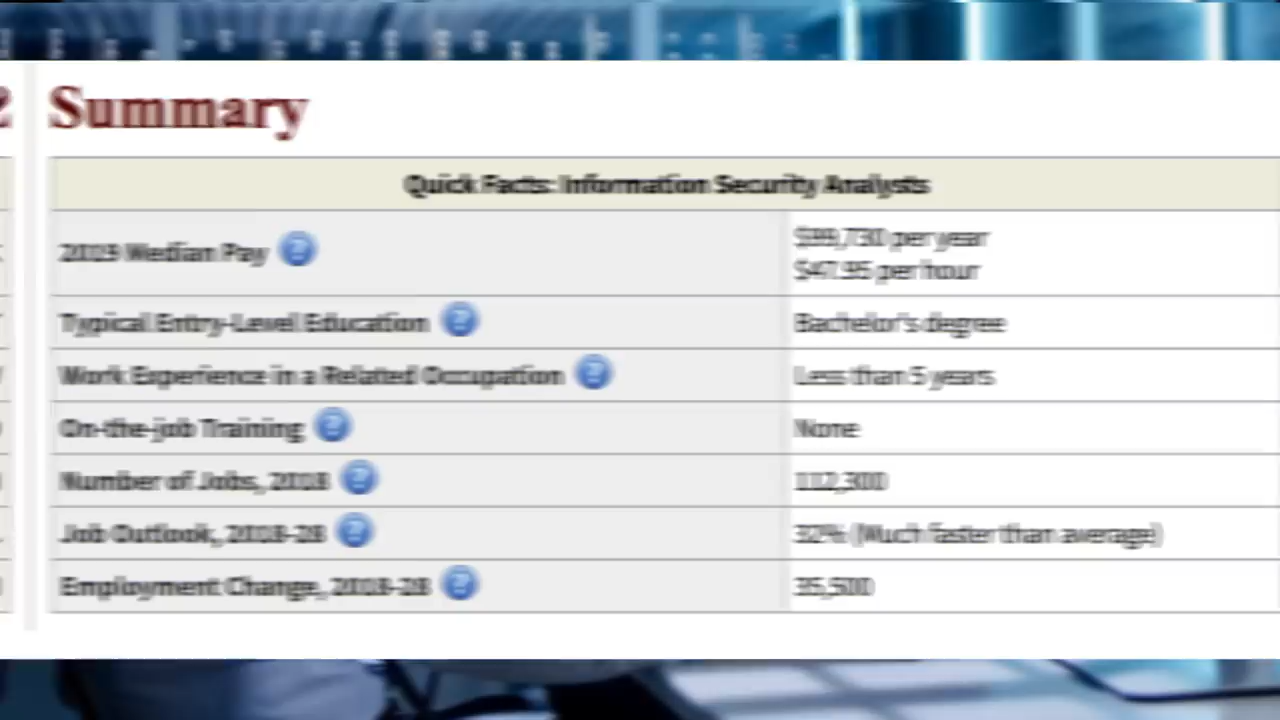 Summary
Quick Facts: Information Security Analysts
2019 Median Pay
$99,730 per year
$47.95 per hour
Typical Entry-Level Education
Bachelor's degree
Work Experience in a Related Occupation
Less than 5 years
On-the-job Training
None
Number of Jobs, 2018
112,300
Job Outlook, 2018-28
32% (Much faster than average)
Employment Change, 2018-28
35,500